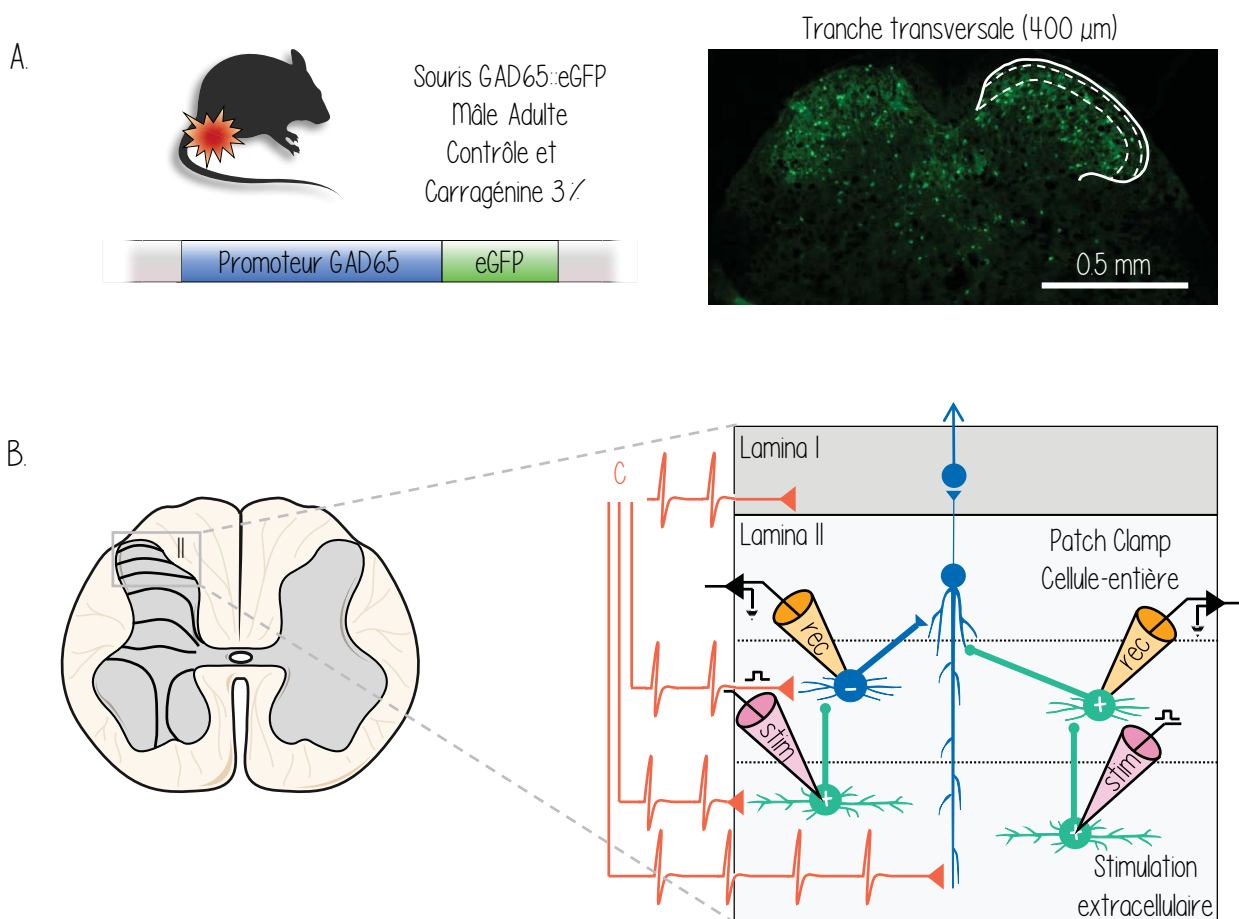 A.
Souris GAD65::eGFP
Mâle Adulte
Contrôle et
Carragénine 3%
Promoteur GAD65
eGFP
Tranche transversale (400 µm)
0.5 mm
B.
II
C
Lamina I
Lamina II
Patch Clamp
Cellule-entière
rec
rec
stim
stim
Stimulation
extracellulaire